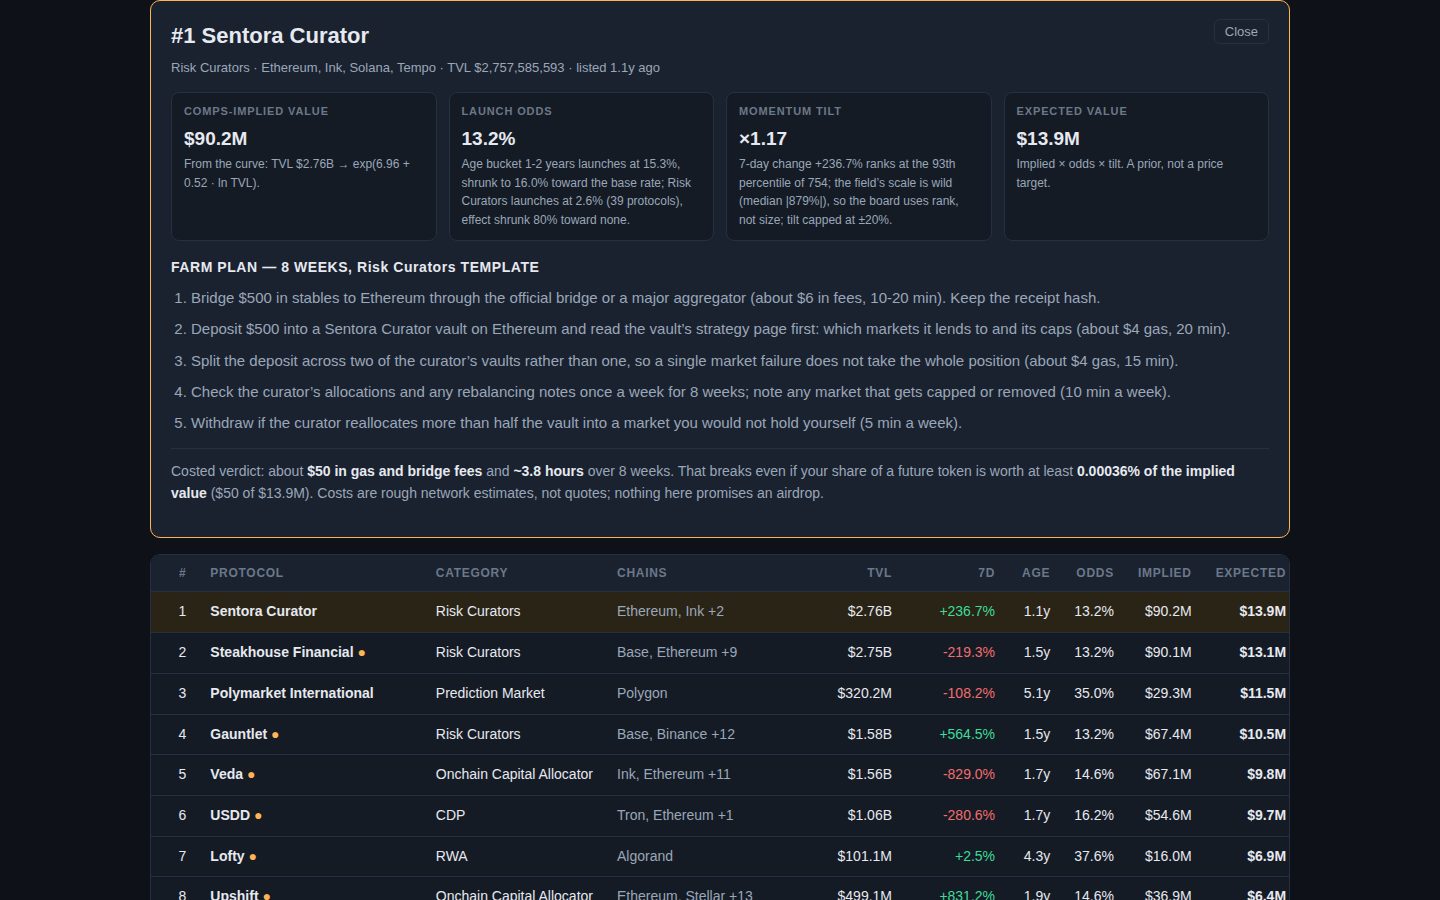 #1 Sentora Curator
Close
Risk Curators · Ethereum, Ink, Solana, Tempo · TVL $2,757,585,593 · listed 1.1y ago
COMPS-IMPLIED VALUE
$90.2M
From the curve: TVL $2.76B → exp(6.96 +
0.52 · ln TVL).
LAUNCH ODDS
13.2%
Age bucket 1-2 years launches at 15.3%,
shrunk to 16.0% toward the base rate; Risk
Curators launches at 2.6% (39 protocols),
effect shrunk 80% toward none.
MOMENTUM TILT
×1.17
7-day change +236.7% ranks at the 93th
percentile of 754; the field’s scale is wild
(median |879%|), so the board uses rank,
not size; tilt capped at ±20%.
EXPECTED VALUE
$13.9M
Implied × odds × tilt. A prior, not a price
target.
FARM PLAN — 8 WEEKS, Risk Curators TEMPLATE
1. Bridge $500 in stables to Ethereum through the official bridge or a major aggregator (about $6 in fees, 10-20 min). Keep the receipt hash.
2. Deposit $500 into a Sentora Curator vault on Ethereum and read the vault’s strategy page first: which markets it lends to and its caps (about $4 gas, 20 min).
3. Split the deposit across two of the curator’s vaults rather than one, so a single market failure does not take the whole position (about $4 gas, 15 min).
4. Check the curator’s allocations and any rebalancing notes once a week for 8 weeks; note any market that gets capped or removed (10 min a week).
5. Withdraw if the curator reallocates more than half the vault into a market you would not hold yourself (5 min a week).
Costed verdict: about $50 in gas and bridge fees and ~3.8 hours over 8 weeks. That breaks even if your share of a future token is worth at least 0.00036% of the implied
value ($50 of $13.9M). Costs are rough network estimates, not quotes; nothing here promises an airdrop.
# PROTOCOL CATEGORY CHAINS TVL 7D AGE ODDS IMPLIED EXPECTED
1 Sentora Curator Risk Curators Ethereum, Ink +2 $2.76B +236.7% 1.1y 13.2% $90.2M $13.9M
2 Steakhouse Financial ● Risk Curators Base, Ethereum +9 $2.75B -219.3% 1.5y 13.2% $90.1M $13.1M
3 Polymarket International Prediction Market Polygon $320.2M -108.2% 5.1y 35.0% $29.3M $11.5M
4 Gauntlet ● Risk Curators Base, Binance +12 $1.58B +564.5% 1.5y 13.2% $67.4M $10.5M
5 Veda ● Onchain Capital Allocator Ink, Ethereum +11 $1.56B -829.0% 1.7y 14.6% $67.1M $9.8M
6 USDD ● CDP Tron, Ethereum +1 $1.06B -280.6% 1.7y 16.2% $54.6M $9.7M
7 Lofty ● RWA Algorand $101.1M +2.5% 4.3y 37.6% $16.0M $6.9M
8 Upshift ● Onchain Capital Allocator Ethereum, Stellar +13 $499.1M +831.2% 1.9y 14.6% $36.9M $6.4M